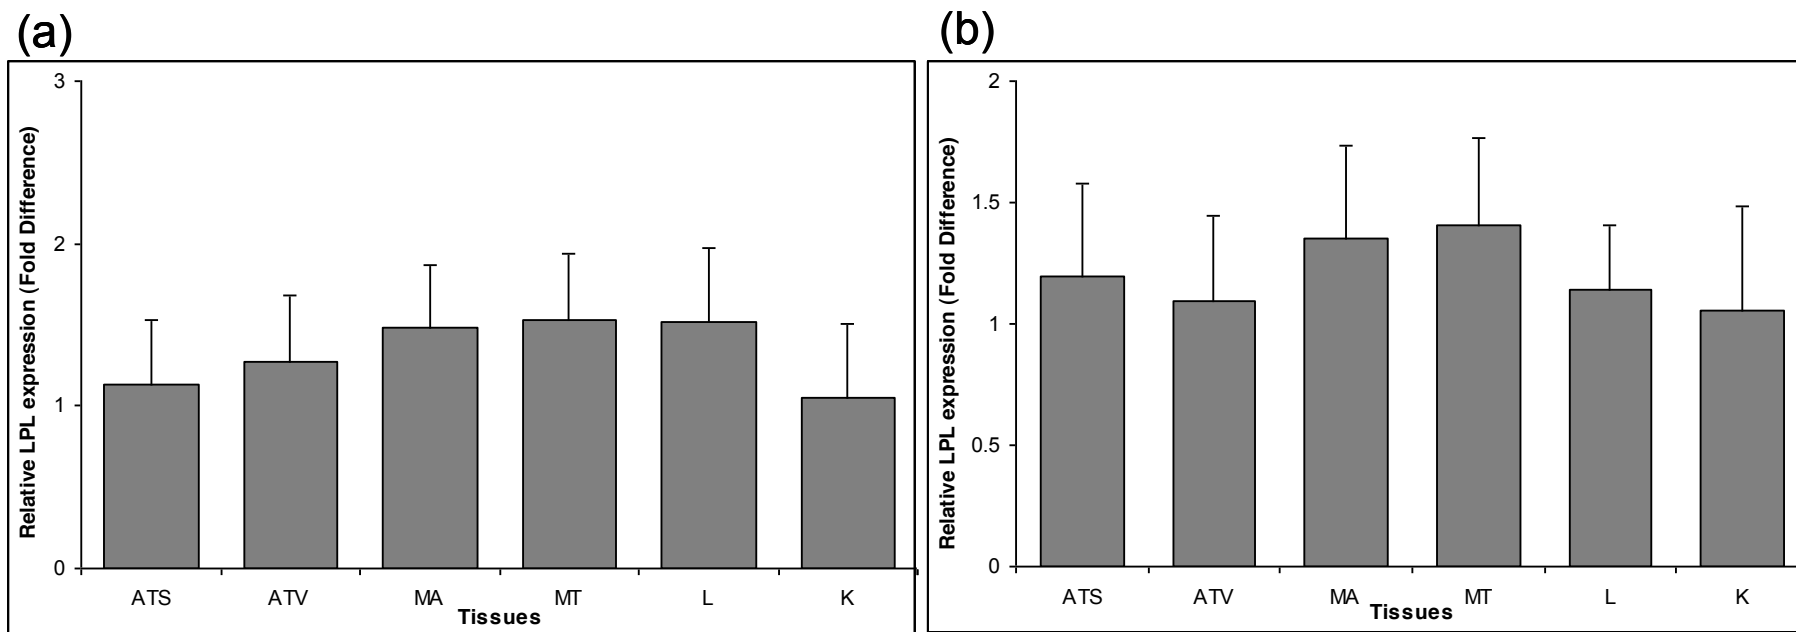 (a)
Relative LPL expression (Fold Difference)
3
2
1
0
ATS ATV MA MT L K
Tissues
(b)
Relative LPL expression (Fold Difference)
2
1.5
1
0.5
0
ATS ATV MA MT L K
Tissues